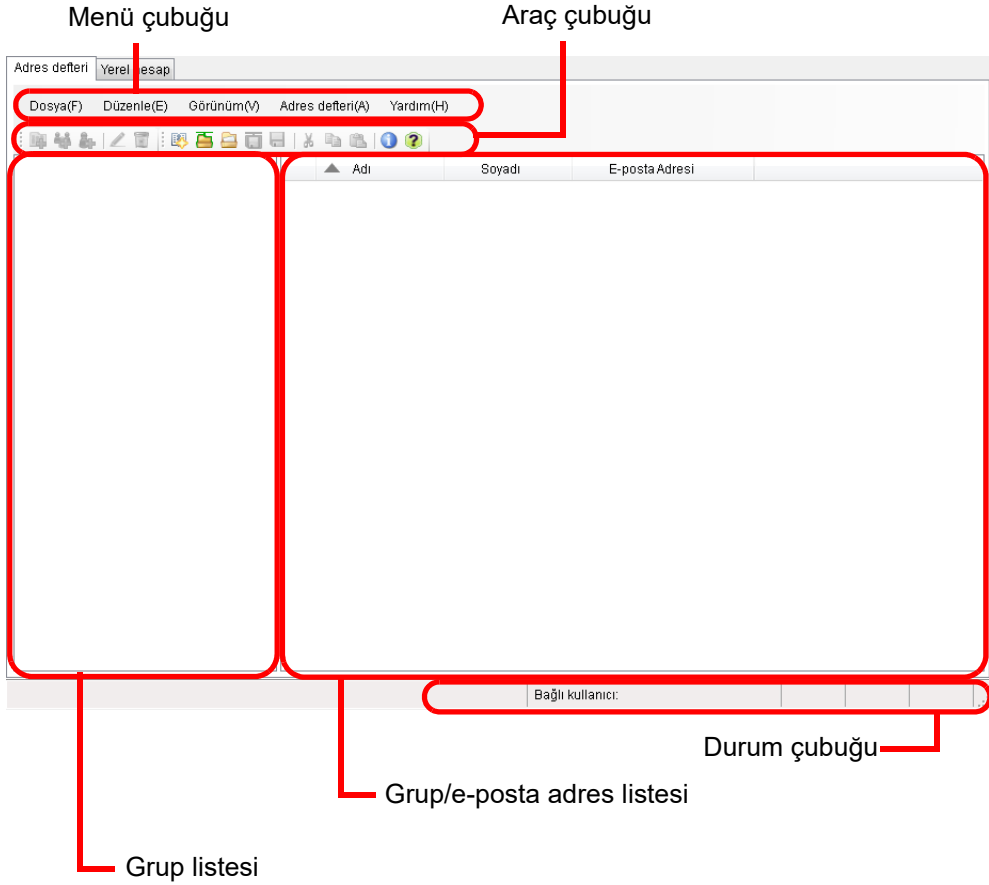 Menü çubuğu
Araç çubuğu
Adres defteri
Yerel hesap
Dosya(F) Düzenle(E) Görünüm(V) Adres defteri(A) Yardım(H)
Adı Soyadı E-posta Adresi
Bağlı kullanıcı:
Durum çubuğu
Grup/e-posta adres listesi
Grup listesi